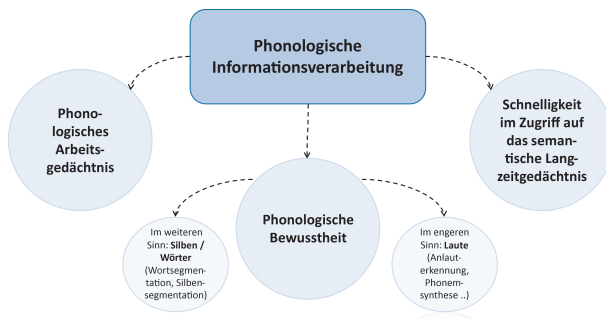 Phonologische
Informationsverarbeitung
Phono-
logisches
Arbeits-
gedächtnis
Schnelligkeit
im Zugriff auf
das seman-
tische Lang-
zeitgedächtnis
Phonologische
Bewusstheit
Im weiteren
Sinn: Silben /
Wörter
(Wortsegmen-
tation, Silben-
segmentation)
Im engeren
Sinn: Laute
(Anlaut-
erkennung,
Phonem-
synthese ..)